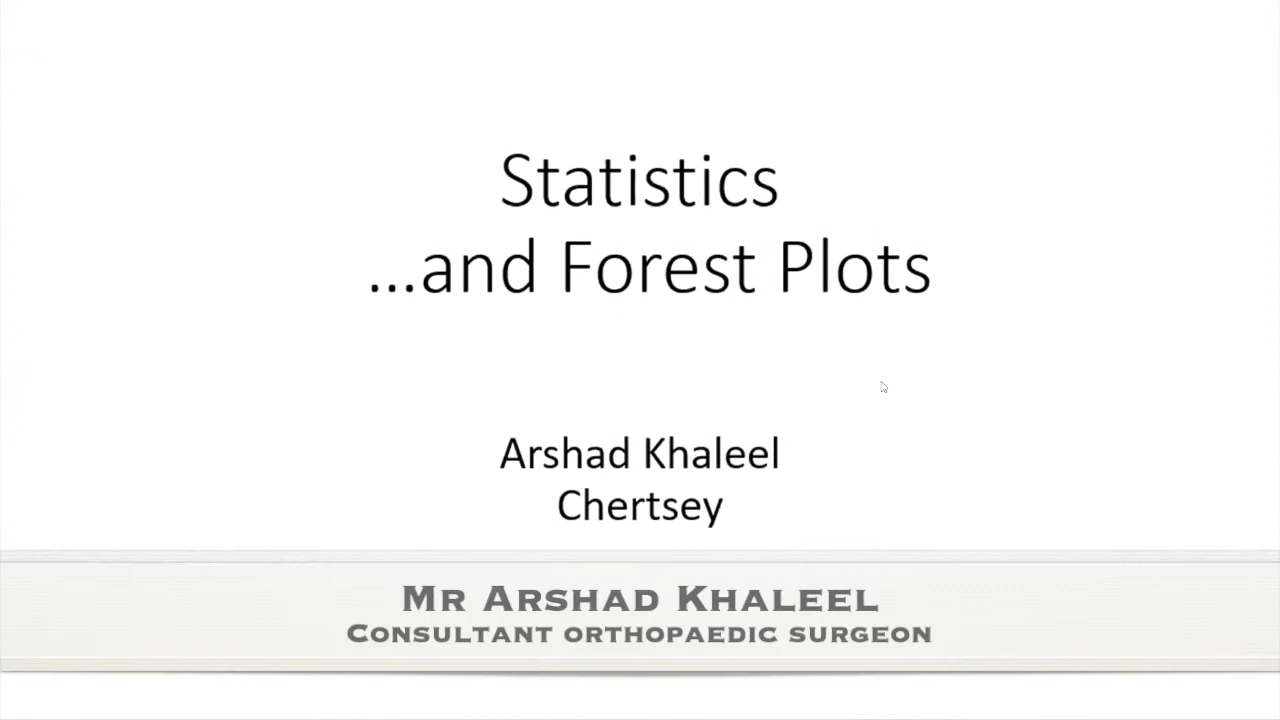 Statistics
...and Forest Plots
Arshad Khaleel
Chertsey
MR ARSHAD KHALEEL
CONSULTANT ORTHOPAEDIC SURGEON